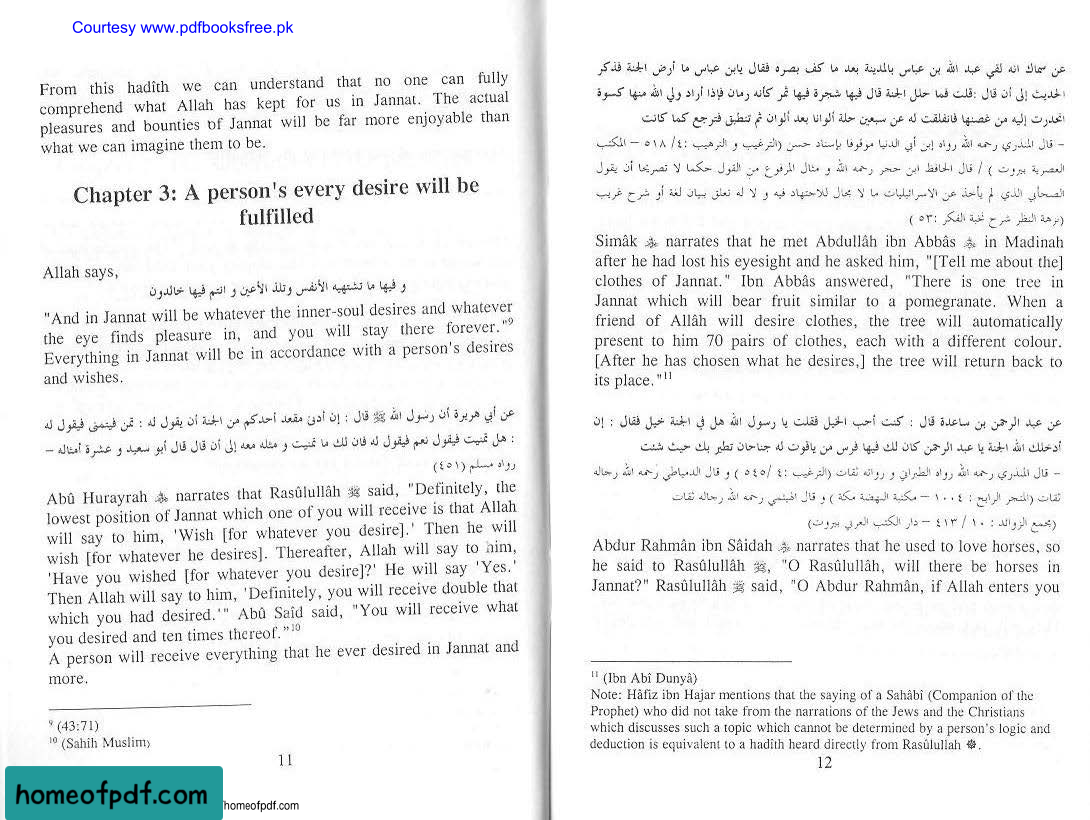 Courtesy www.pdfbooksfree.pk
From this hadîth we can understand that no one can fully
comprehend what Allah has kept for us in Jannat. The actual
pleasures and bounties of Jannat will be far more enjoyable than
what we can imagine them to be.
Chapter 3: A person's every desire will be
fulfilled
Allah says,
و فيها ما تشتهيه الأنفس وتلذ الأعين و انتم فيها خالدون
"And in Jannat will be whatever the inner-soul desires and whatever
the eye finds pleasure in, and you will stay there forever."⁹
Everything in Jannat will be in accordance with a person's desires
and wishes.
عن أبي هريرة أن رسول الله ﷺ قال : إن أدنى مقعد أحدكم من الجنة أن يقول له : تمن فيتمنى فيقول له
: هل تمنيت فيقول نعم فيقول له فان لك ما تمنيت و مثله معه إلى أن قال قال أبو سعيد و عشرة أمثاله –
رواه مسلم (٤٥١)
Abû Hurayrah narrates that Rasûlullâh ﷺ said, "Definitely, the
lowest position of Jannat which one of you will receive is that Allah
will say to him, 'Wish [for whatever you desire].' Then he will
wish [for whatever he desires]. Thereafter, Allah will say to him,
'Have you wished [for whatever you desire]?' He will say 'Yes.'
Then Allah will say to him, 'Definitely, you will receive double that
which you had desired.'" Abû Saîd said, "You will receive what
you desired and ten times thereof."¹⁰
A person will receive everything that he ever desired in Jannat and
more.
⁹ (43:71)
¹⁰ (Sahîh Muslim)
11
عن سماك انه لقي عبد الله بن عباس بالمدينة بعد ما كف بصره فقال يابن عباس ما أرض الجنة فذكر
الحديث إلى أن قال :قلت فما حلل الجنة قال فيها شجرة فيها ثمر كأنه رمان فإذا أراد ولي الله منها كسوة
انحدرت إليه من غصنها فانفلقت له عن سبعين حلة ألوانا بعد ألوان ثم تنطبق فترجع كما كانت
– قال المنذري رحمه الله رواه إبن أبي الدنيا موقوفا بإسناد حسن (الترغيب و الترهيب :٤/ ٥١٨ – المكتب
العصرية بيروت ) / قال الحافظ ابن حجر رحمه الله و مثال المرفوع من القول حكما لا تصريحا أن يقول
الصحابي الذي لم يأخذ عن الاسرائيليات ما لا مجال للاجتهاد فيه و لا له تعلق ببيان لغة أو شرح غريب
(نزهة النظر شرح نخبة الفكر :٥٣ )
Simâk narrates that he met Abdullâh ibn Abbâs in Madinah
after he had lost his eyesight and he asked him, "[Tell me about the]
clothes of Jannat." Ibn Abbâs answered, "There is one tree in
Jannat which will bear fruit similar to a pomegranate. When a
friend of Allâh will desire clothes, the tree will automatically
present to him 70 pairs of clothes, each with a different colour.
[After he has chosen what he desires,] the tree will return back to
its place."¹¹
عن عبد الرحمن بن ساعدة قال : كنت أحب الخيل فقلت يا رسول الله هل في الجنة خيل فقال : إن
أدخلك الله الجنة يا عبد الرحمن كان لك فيها فرس من ياقوت له جناحان تطير بك حيث شئت
– قال المنذري رحمه الله رواه الطبراني و رواته ثقات (الترغيب :٤ /٥٤٥ ) و قال الدمياطي رحمه الله رجاله
ثقات (المتجر الرابح : ١٠٠٤ – مكتبة النهضة مكة ) و قال الهيثمي رحمه الله رجاله ثقات
(مجمع الزوائد : ١٠ / ٤١٣ – دار الكتب العربي بيروت)
Abdur Rahmân ibn Sâidah narrates that he used to love horses, so
he said to Rasûlullâh ﷺ, "O Rasûlullâh, will there be horses in
Jannat?" Rasûlullâh ﷺ said, "O Abdur Rahmân, if Allah enters you
¹¹ (Ibn Abî Dunyâ)
Note: Hâfiz ibn Hajar mentions that the saying of a Sahâbî (Companion of the
Prophet) who did not take from the narrations of the Jews and the Christians
which discusses such a topic which cannot be determined by a person's logic and
deduction is equivalent to a hadîth heard directly from Rasûlullah ﷺ.
12
homeofpdf.com
homeofpdf.com